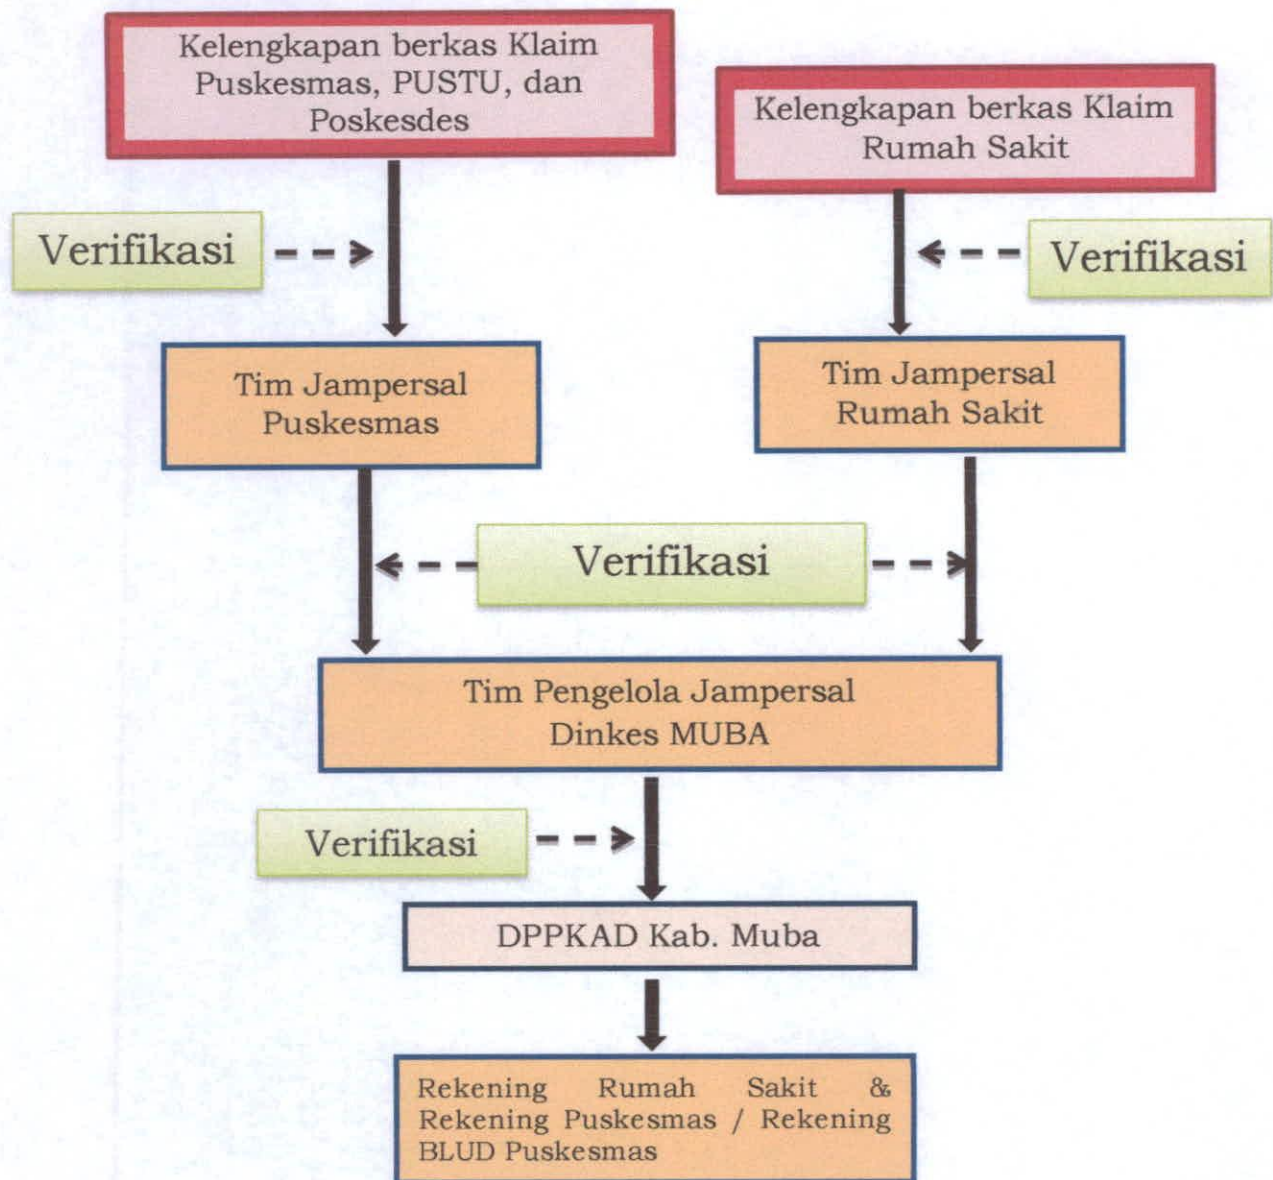 Kelengkapan berkas Klaim
Puskesmas, PUSTU, dan
Poskesdes
Kelengkapan berkas Klaim
Rumah Sakit
Verifikasi
Verifikasi
Tim Jampersal
Puskesmas
Tim Jampersal
Rumah Sakit
Verifikasi
Tim Pengelola Jampersal
Dinkes MUBA
Verifikasi
DPPKAD Kab. Muba
Rekening Rumah Sakit &
Rekening Puskesmas / Rekening
BLUD Puskesmas